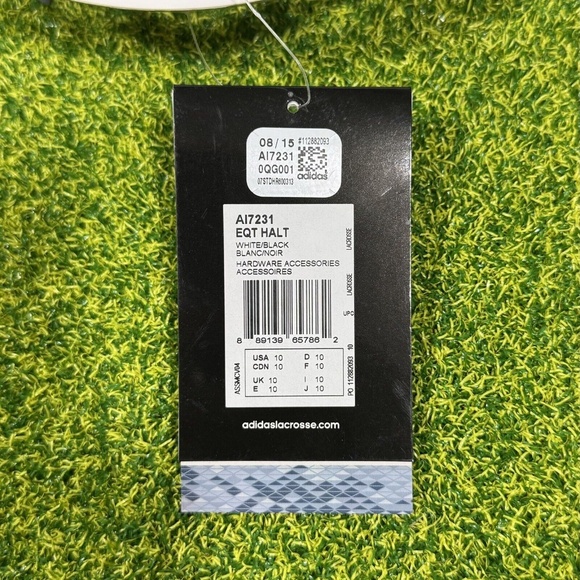 08/15 #112882093
AI7231
0QG001 adidas
07STDHR600313
AI7231
EQT HALT
WHITE/BLACK
BLANC/NOIR
HARDWARE ACCESSORIES
ACCESSOIRES
8 89139 65786 2
USA 10 D 10
CDN 10 F 10
UK 10 I 10
E 10 J 10
ASSMCV04
PO 112882093 10 UPC LACROSSE LACROSSE
adidaslacrosse.com